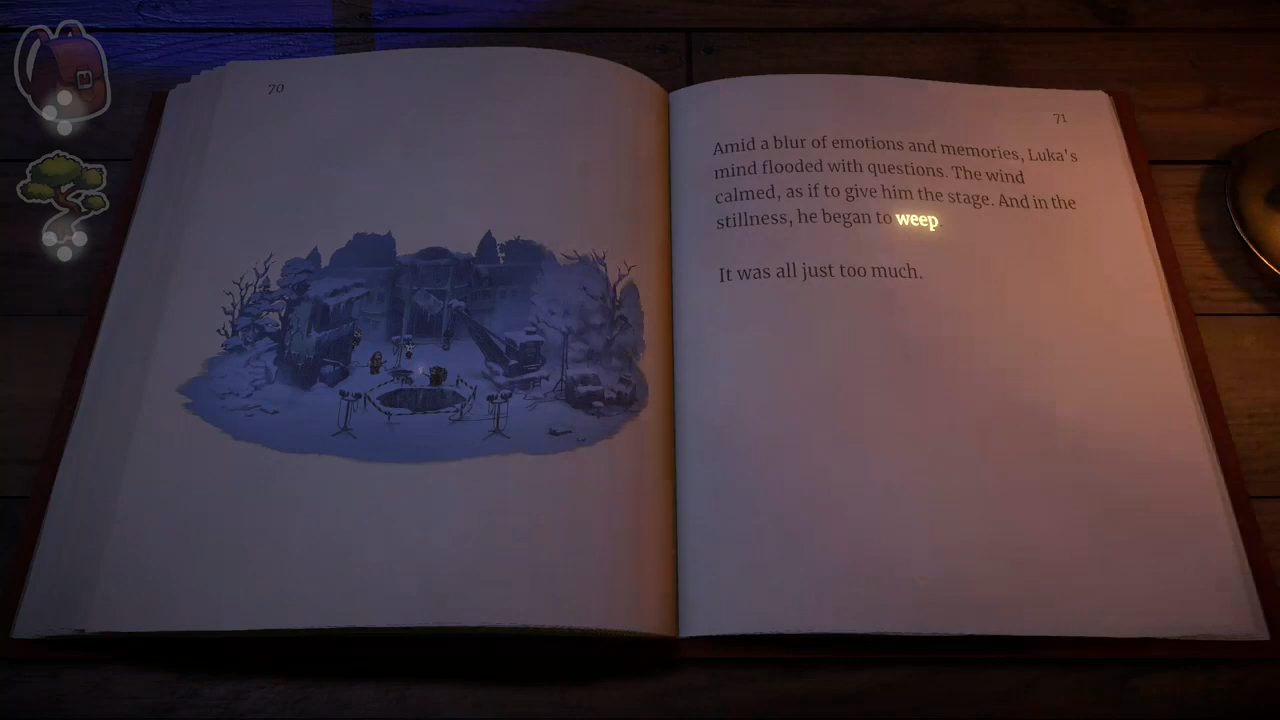 70
71
Amid a blur of emotions and memories, Luka's
mind flooded with questions. The wind
calmed, as if to give him the stage. And in the
stillness, he began to weep.
It was all just too much.